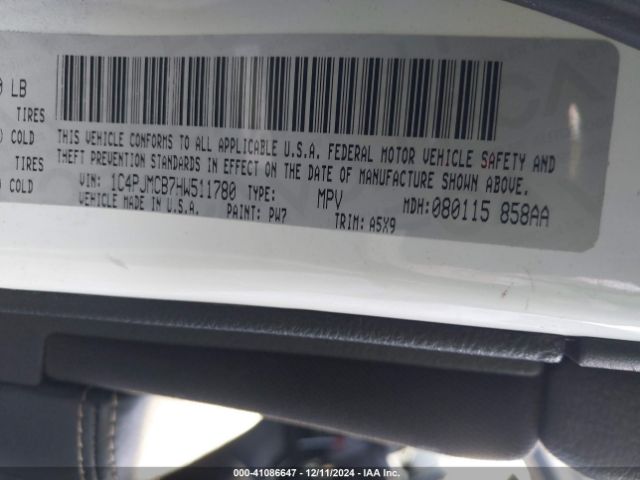 0 LB
TIRES
) COLD
TIRES
) COLD
THIS VEHICLE CONFORMS TO ALL APPLICABLE U.S.A. FEDERAL MOTOR VEHICLE SAFETY AND
THEFT PREVENTION STANDARDS IN EFFECT ON THE DATE OF MANUFACTURE SHOWN ABOVE.
VIN: 1C4PJMCB7HW511780 TYPE: MPV MDH:080115 858AA
VEHICLE MADE IN U.S.A. PAINT: PW7 TRIM: A5X9
000-41086647 - 12/11/2024 - IAA Inc.